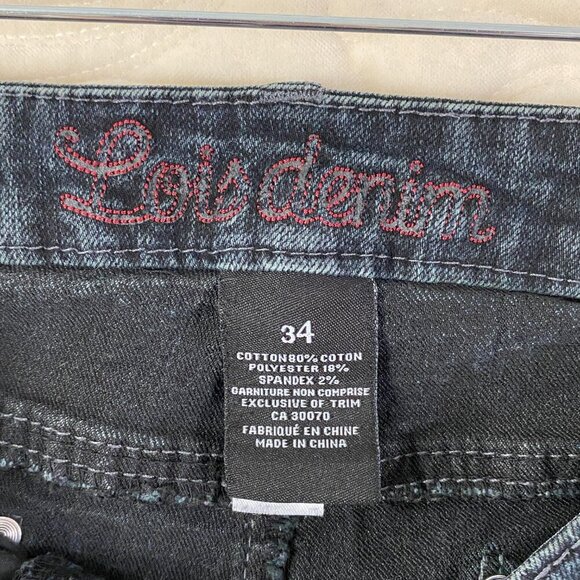 Lois denim
34
COTTON 80% COTON
POLYESTER 18%
SPANDEX 2%
GARNITURE NON COMPRISE
EXCLUSIVE OF TRIM
CA 30070
FABRIQUÉ EN CHINE
MADE IN CHINA